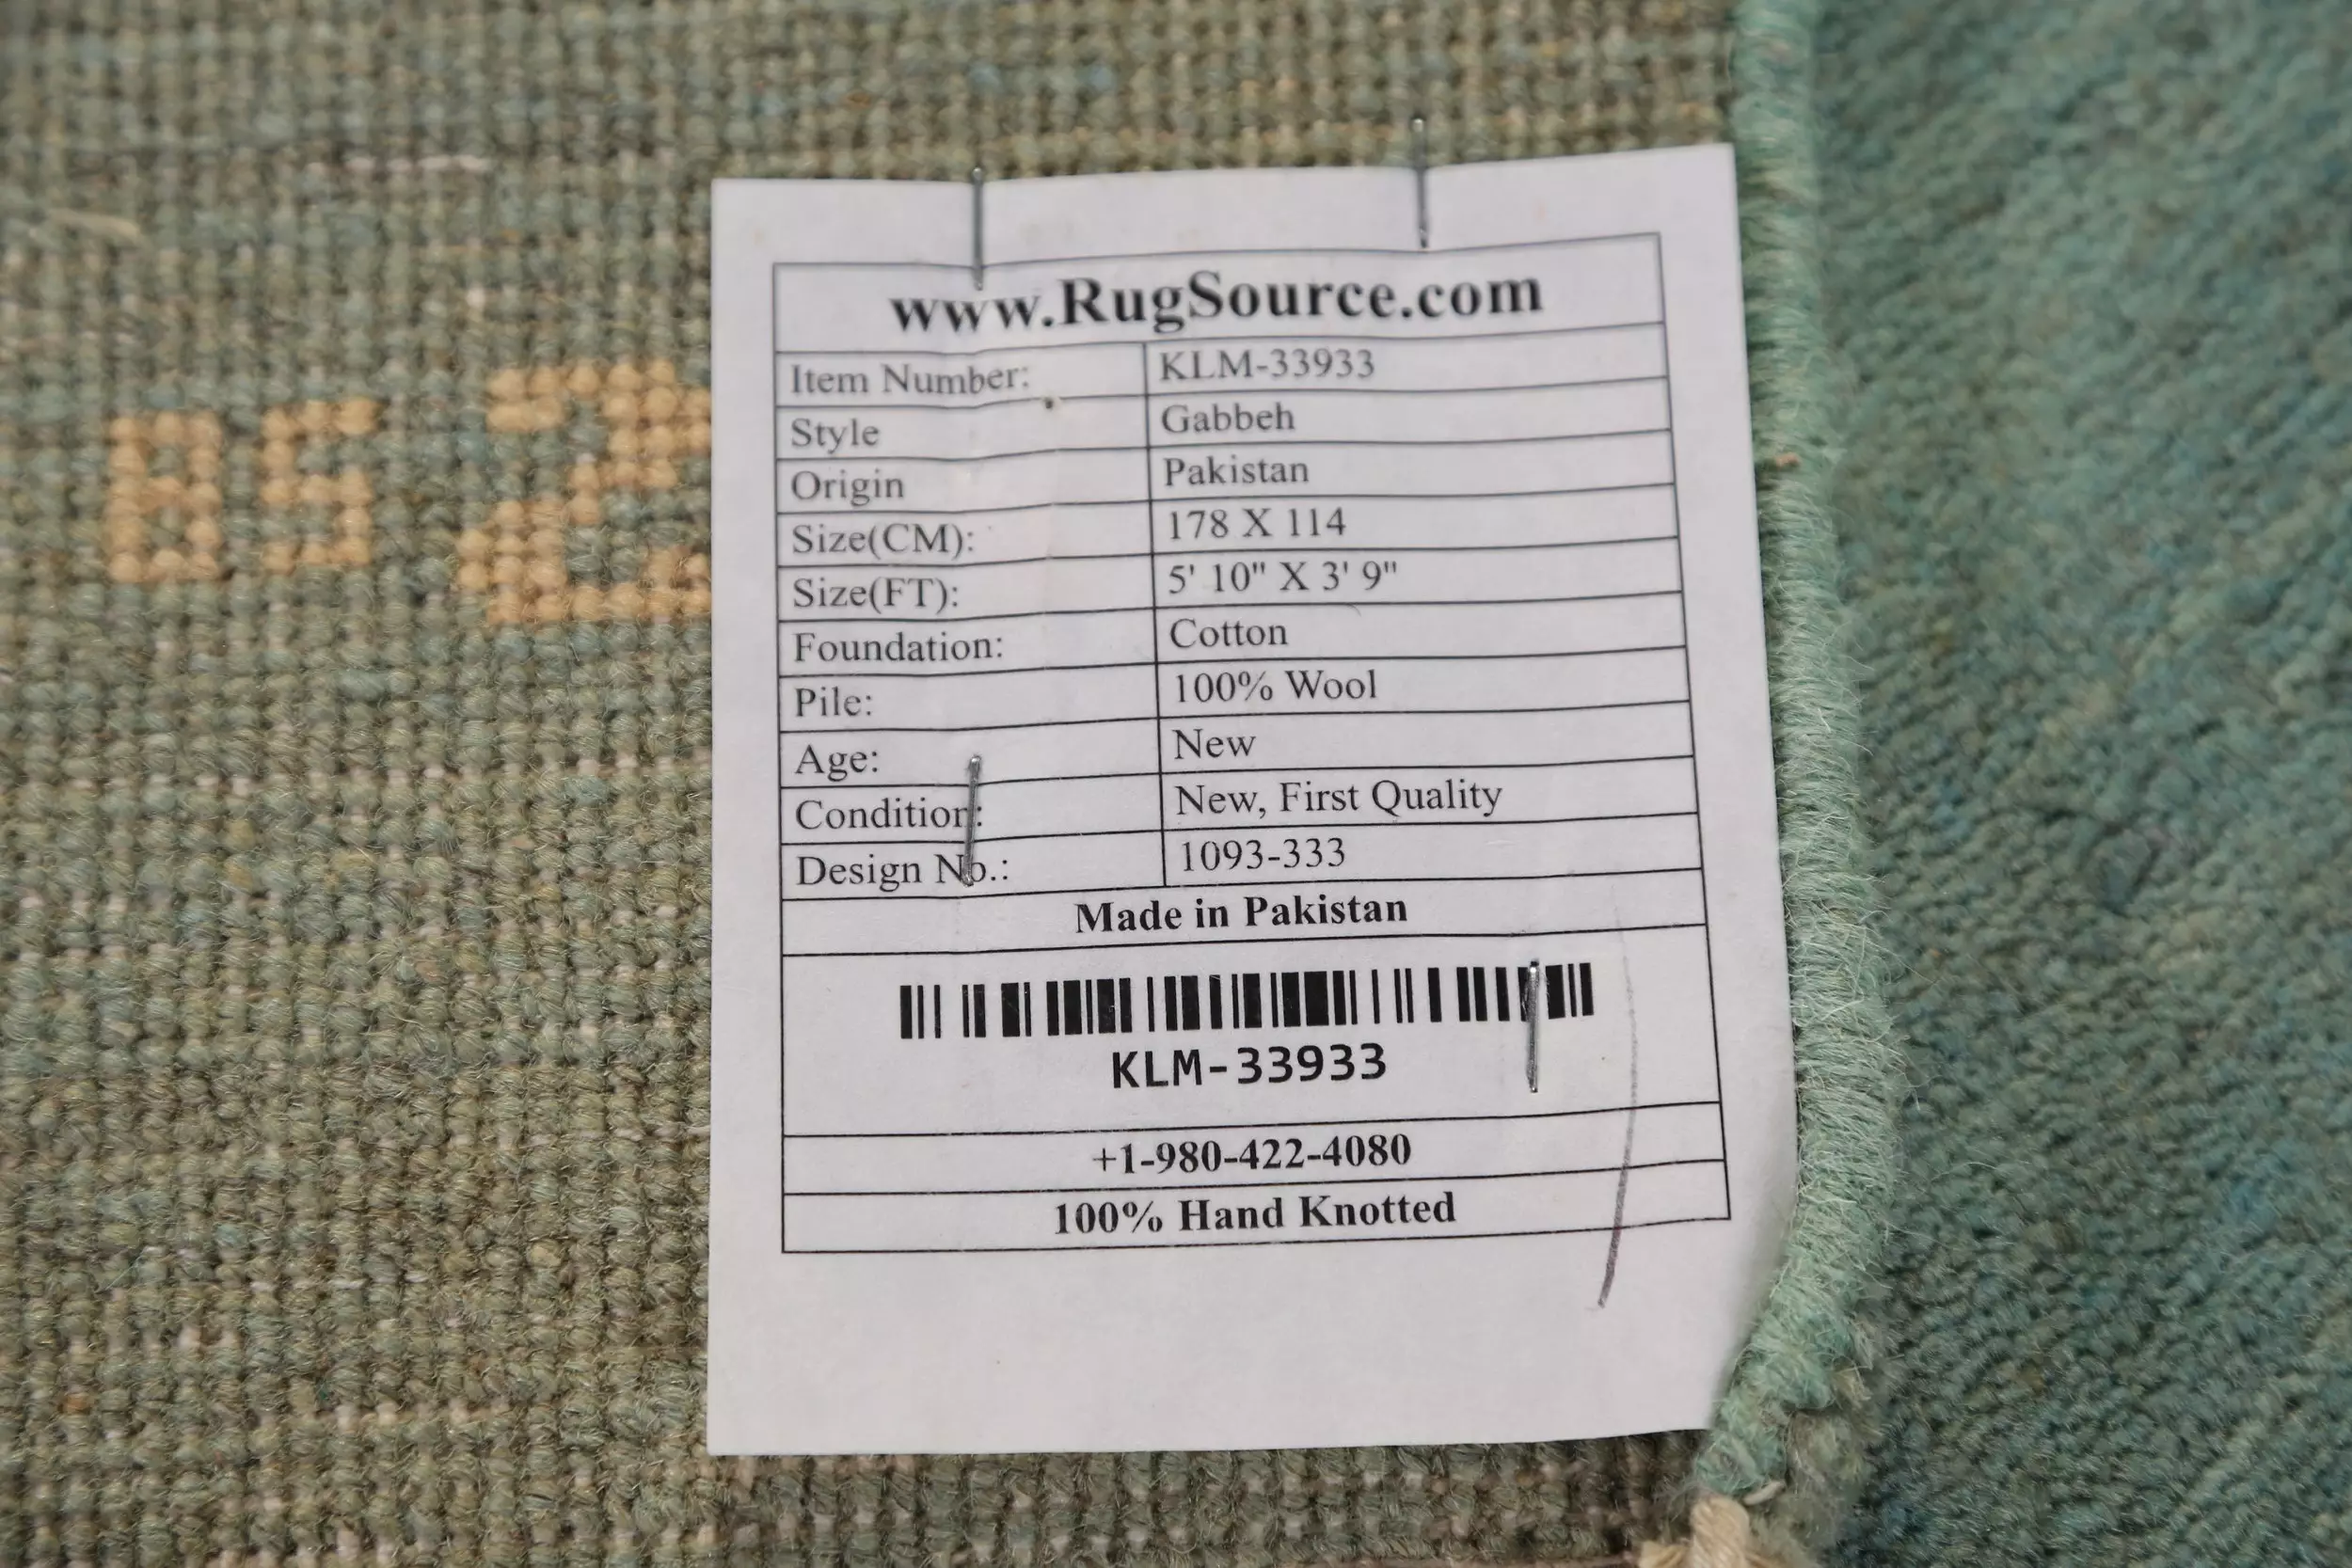 www.RugSource.com
Item Number: KLM-33933
Style Gabbeh
Origin Pakistan
Size(CM): 178 X 114
Size(FT): 5' 10" X 3' 9"
Foundation: Cotton
Pile: 100% Wool
Age: New
Condition: New, First Quality
Design No.: 1093-333
Made in Pakistan
KLM-33933
+1-980-422-4080
100% Hand Knotted